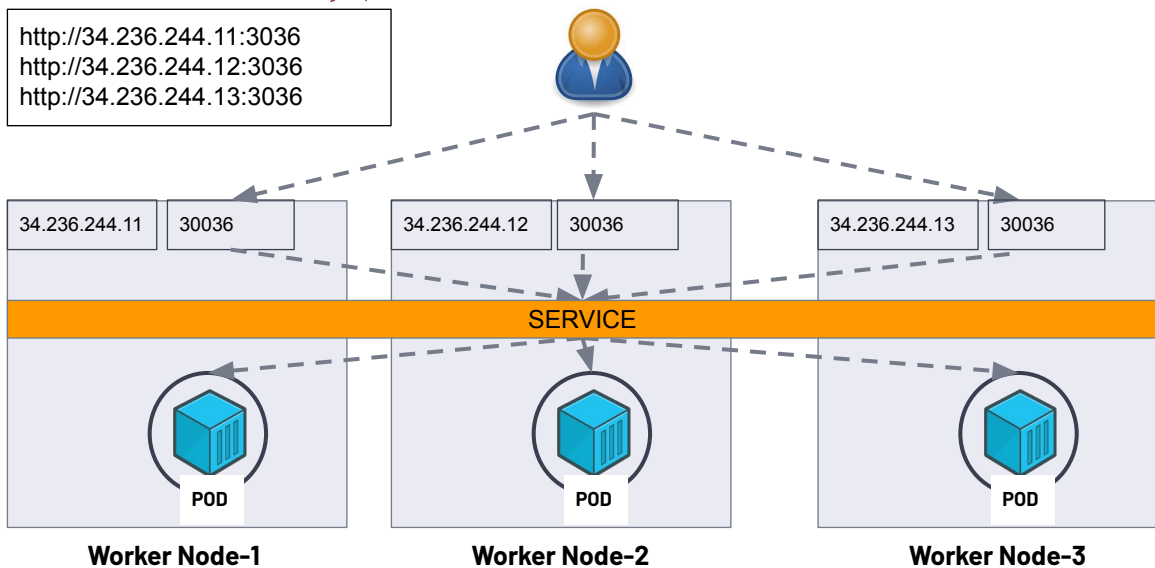 http://34.236.244.11:3036
http://34.236.244.12:3036
http://34.236.244.13:3036
34.236.244.11 30036 34.236.244.12 30036 34.236.244.13 30036
SERVICE
POD POD POD
Worker Node-1 Worker Node-2 Worker Node-3